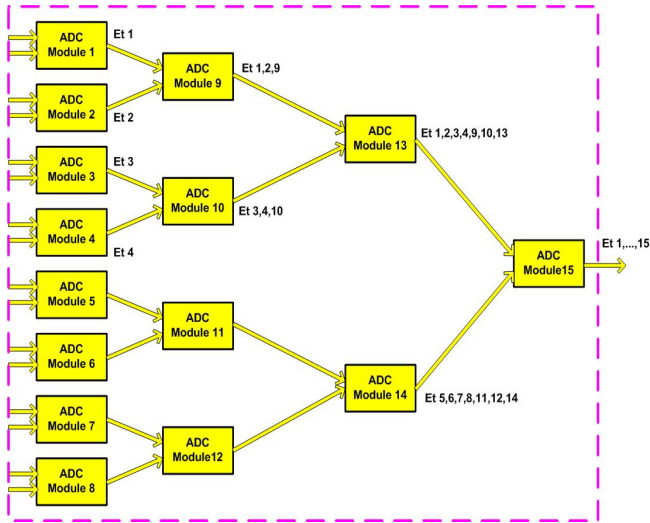 ADC
Module 1
Et 1
ADC
Module 2
Et 2
ADC
Module 9
Et 1,2,9
ADC
Module 3
Et 3
ADC
Module 4
Et 4
ADC
Module 10
Et 3,4,10
ADC
Module 13
Et 1,2,3,4,9,10,13
ADC
Module 5
ADC
Module 6
ADC
Module 11
ADC
Module 7
ADC
Module 8
ADC
Module12
ADC
Module 14
Et 5,6,7,8,11,12,14
ADC
Module15
Et 1,...,15